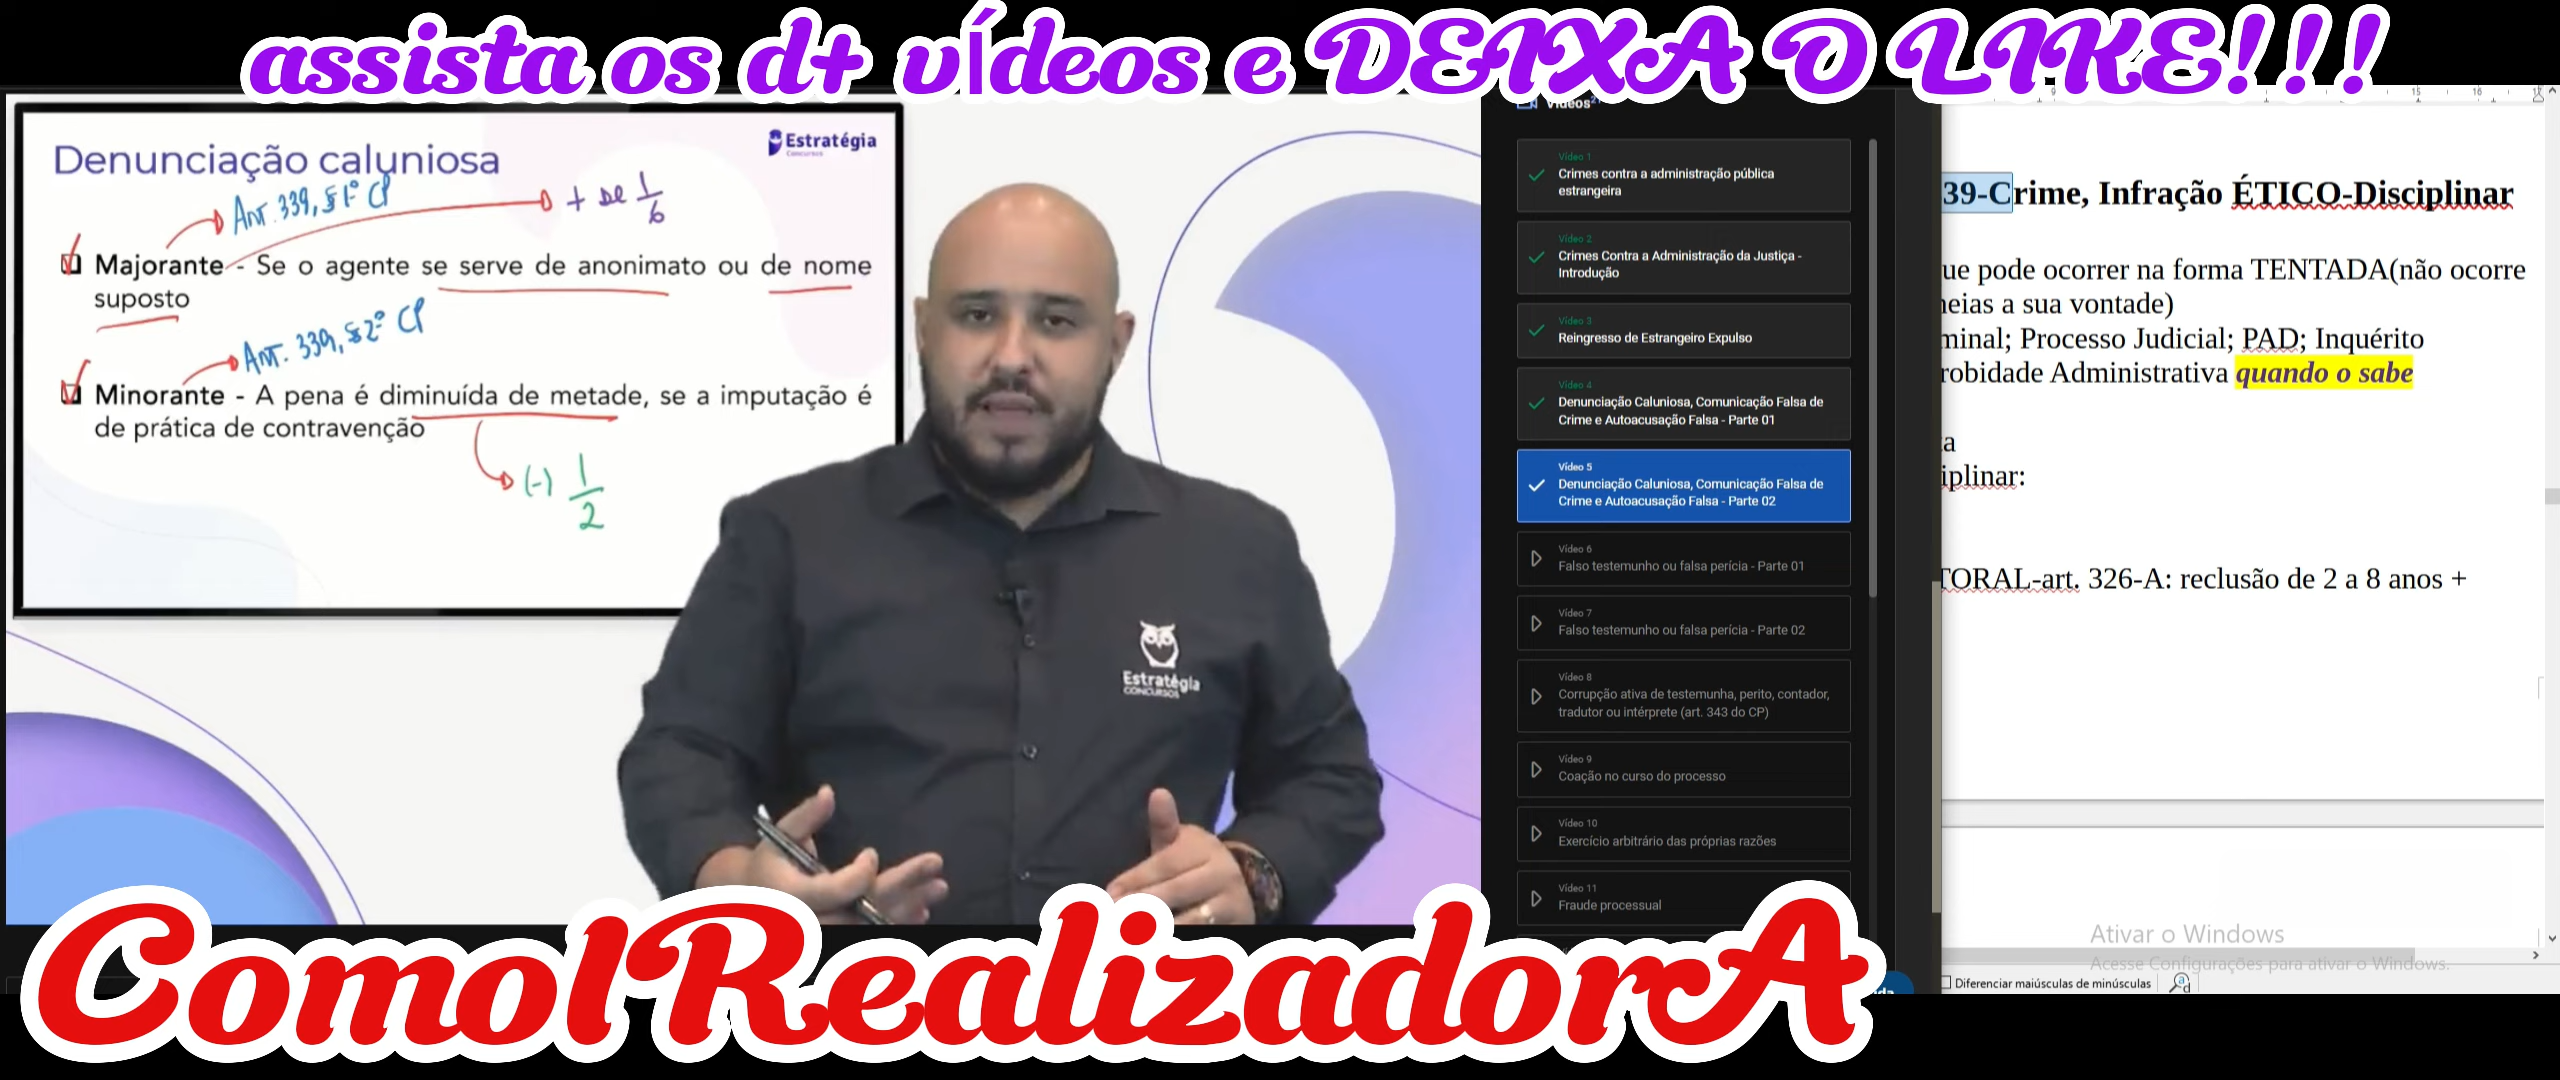 assista os d+ vídeos e DEIXA O LIKE!!!
Denunciação caluniosa
Estratégia
Concursos
Art. 339, §1º CP
+ de 1/6
Majorante - Se o agente se serve de anonimato ou de nome
suposto
Art. 339, §2º CP
Minorante - A pena é diminuída de metade, se a imputação é
de prática de contravenção
(-) 1/2
Estratégia
CONCURSOS
Vídeos
Vídeo 1
Crimes contra a administração pública
estrangeira
Vídeo 2
Crimes Contra a Administração da Justiça -
Introdução
Vídeo 3
Reingresso de Estrangeiro Expulso
Vídeo 4
Denunciação Caluniosa, Comunicação Falsa de
Crime e Autoacusação Falsa - Parte 01
Vídeo 5
Denunciação Caluniosa, Comunicação Falsa de
Crime e Autoacusação Falsa - Parte 02
Vídeo 6
Falso testemunho ou falsa perícia - Parte 01
Vídeo 7
Falso testemunho ou falsa perícia - Parte 02
Vídeo 8
Corrupção ativa de testemunha, perito, contador,
tradutor ou intérprete (art. 343 do CP)
Vídeo 9
Coação no curso do processo
Vídeo 10
Exercício arbitrário das próprias razões
Vídeo 11
Fraude processual
15 16
39-Crime, Infração ÉTICO-Disciplinar
ue pode ocorrer na forma TENTADA(não ocorre
heias a sua vontade)
minal; Processo Judicial; PAD; Inquérito
robidade Administrativa quando o sabe
a
iplinar:
TORAL-art. 326-A: reclusão de 2 a 8 anos +
Ativar o Windows
Acesse Configurações para ativar o Windows.
Diferenciar maiúsculas de minúsculas
ComoIRealizadorA